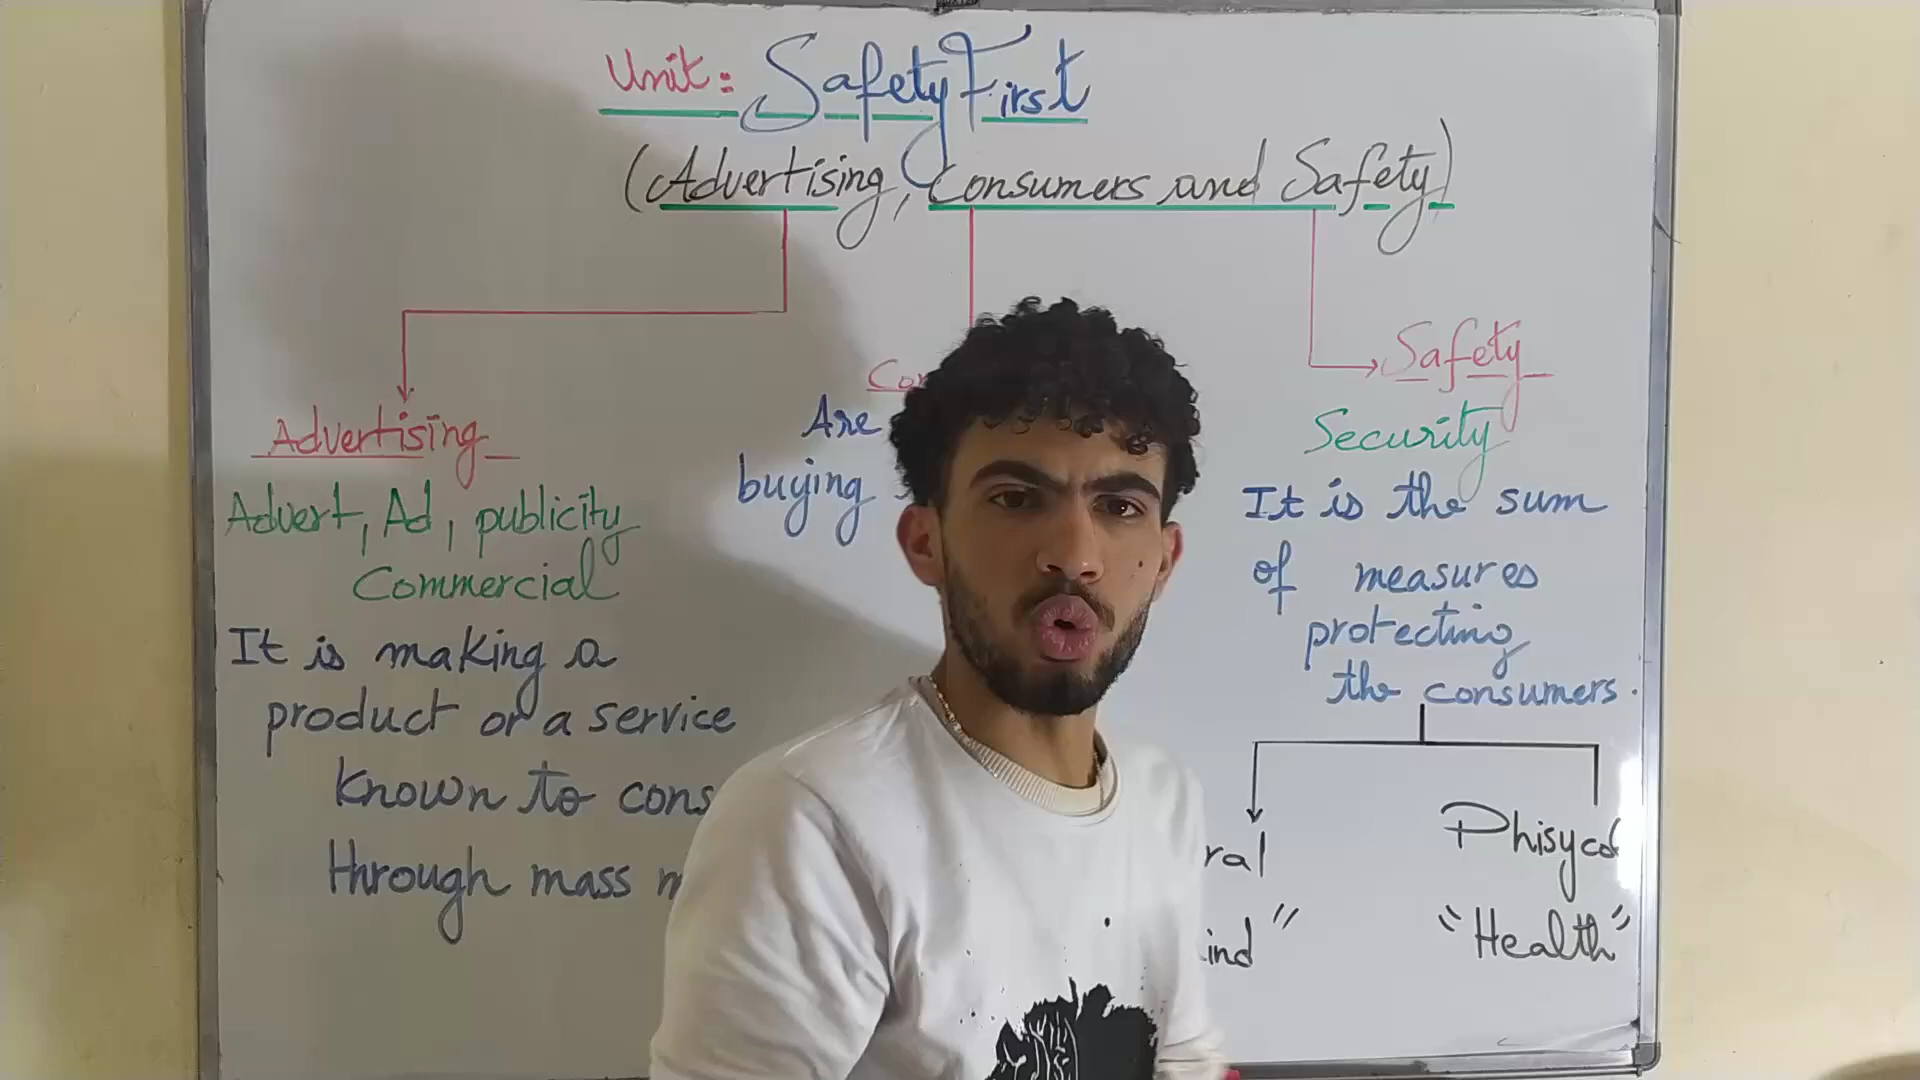 Unit: Safety First
(Advertising, Consumers and Safety)
Advertising
Advert, Ad, publicity
Commercial
It is making a
product or a service
known to cons
through mass m
Con
Are
buying
Safety
Security
It is the sum
of measures
protecting
the consumers.
ral
ind"
Phisycal
"Health"